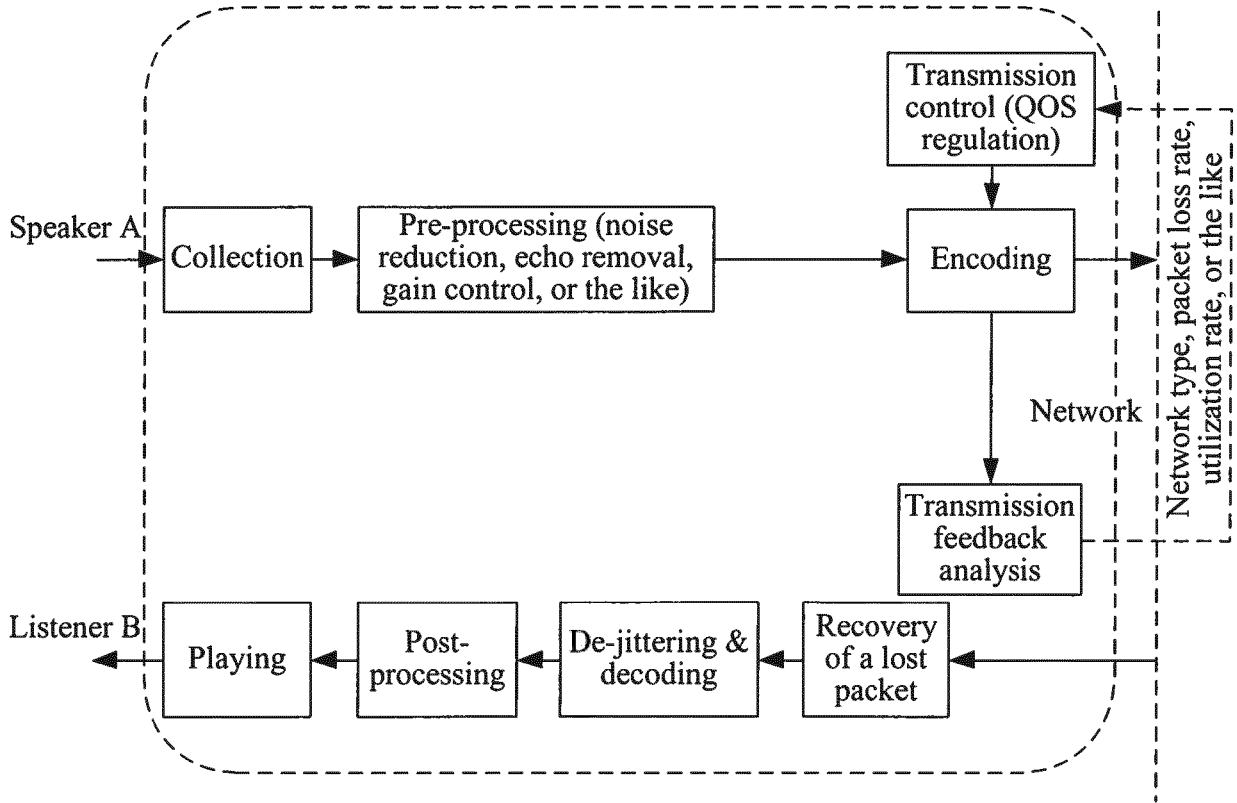 Transmission
control (QOS
regulation)
Speaker A
Collection
Pre-processing (noise
reduction, echo removal,
gain control, or the like)
Encoding
Network type, packet loss rate,
utilization rate, or the like
Network
Transmission
feedback
analysis
Listener B
Playing
Post-
processing
De-jittering &
decoding
Recovery
of a lost
packet